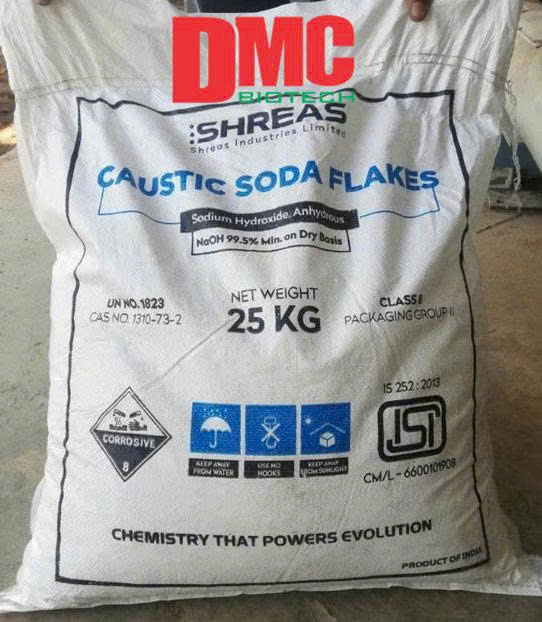 DMC
BIOTECH
SHREAS
Shreas Industries Limited
CAUSTIC SODA FLAKES
Sodium Hydroxide, Anhydrous
NaOH 99.5% Min. on Dry Basis
UN NO. 1823
CAS NO. 1310-73-2
NET WEIGHT
25 KG
CLASS 8
PACKAGING GROUP II
CORROSIVE
8
KEEP AWAY
FROM WATER
USE NO
HOOKS
KEEP AWAY
FROM SUNLIGHT
IS 252 : 2013
ISI
CM/L - 6600101908
CHEMISTRY THAT POWERS EVOLUTION
PRODUCT OF INDIA